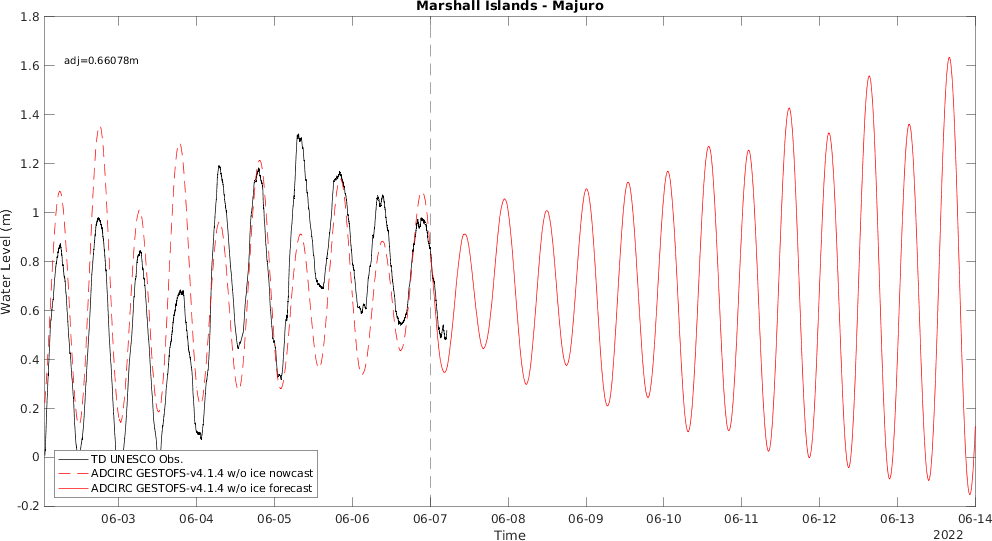 Marshall Islands - Majuro
1.8
1.6
1.4
1.2
1
0.8
0.6
0.4
0.2
0
-0.2
Water Level (m)
adj=0.66078m
TD UNESCO Obs.
ADCIRC GESTOFS-v4.1.4 w/o ice nowcast
ADCIRC GESTOFS-v4.1.4 w/o ice forecast
06-03 06-04 06-05 06-06 06-07 06-08 06-09 06-10 06-11 06-12 06-13 06-14
Time
2022